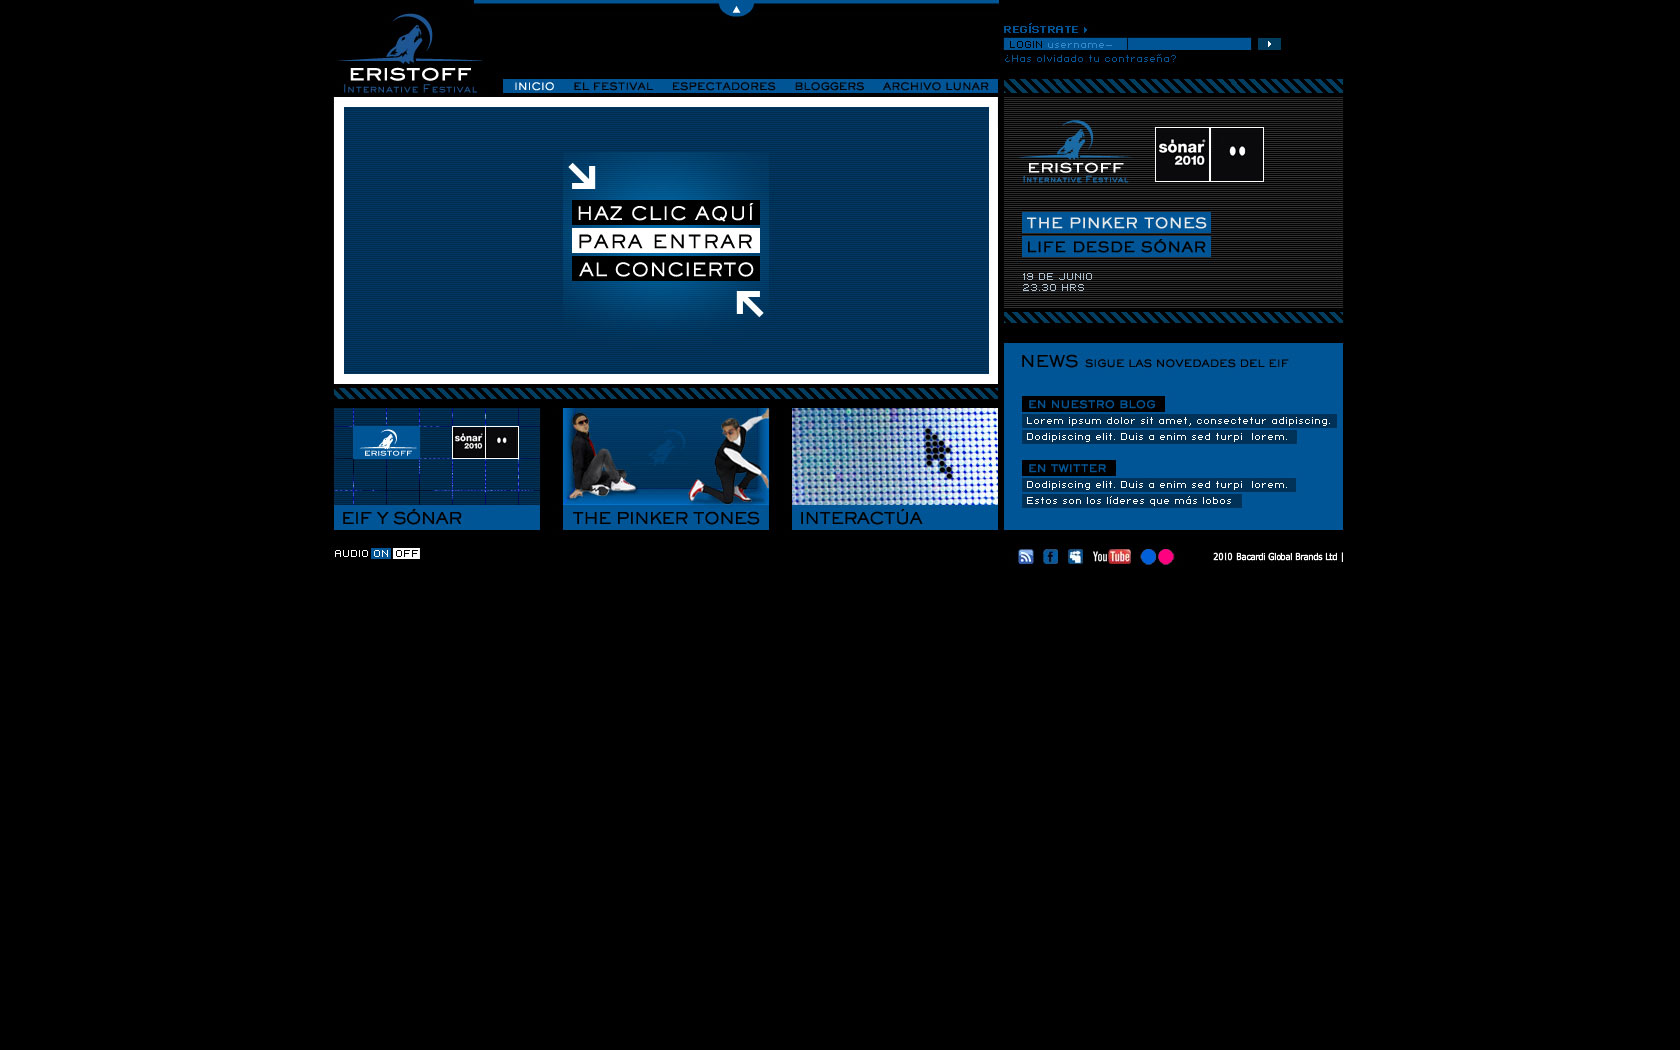 ERISTOFF
INTERNATIVE FESTIVAL
INICIO EL FESTIVAL ESPECTADORES BLOGGERS ARCHIVO LUNAR
REGÍSTRATE
LOGIN username
¿Has olvidado tu contraseña?
HAZ CLIC AQUÍ
PARA ENTRAR
AL CONCIERTO
ERISTOFF
INTERNATIVE FESTIVAL
sónar
2010
THE PINKER TONES
LIFE DESDE SÓNAR
19 DE JUNIO
23.30 HRS
NEWS SIGUE LAS NOVEDADES DEL EIF
EN NUESTRO BLOG
Lorem ipsum dolor sit amet, consectetur adipiscing.
Dodipiscing elit. Duis a enim sed turpi lorem.
EN TWITTER
Dodipiscing elit. Duis a enim sed turpi lorem.
Estos son los líderes que más lobos
ERISTOFF
sónar
2010
EIF Y SÓNAR
THE PINKER TONES
INTERACTÚA
AUDIO ON OFF
You Tube
2010 Bacardi Global Brands Ltd |